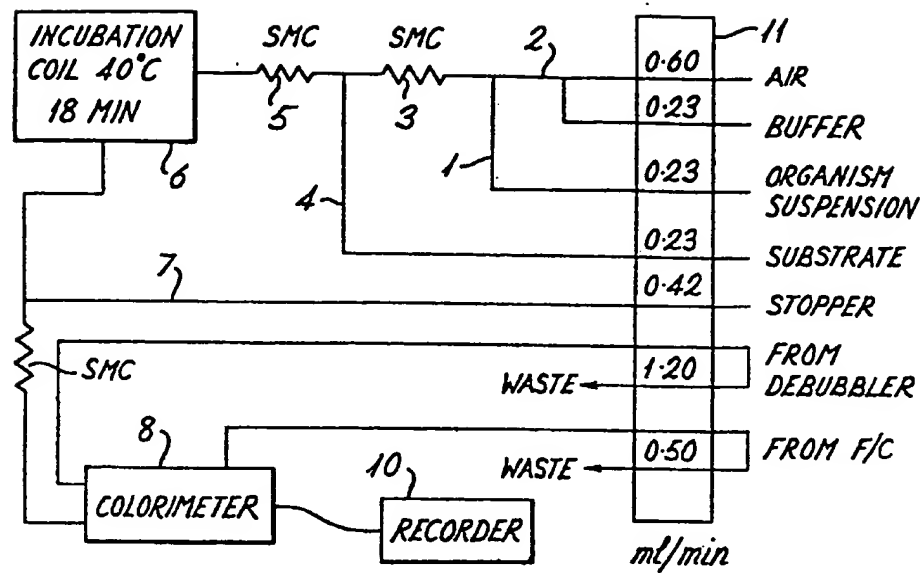 INCUBATION
COIL 40°C
18 MIN
6
SMC
5
SMC
3
2
1
4
11
0·60 AIR
0·23 BUFFER
0·23 ORGANISM
SUSPENSION
0·23 SUBSTRATE
7
0·42 STOPPER
SMC
FROM
WASTE 1·20 DEBUBBLER
8
COLORIMETER
10
RECORDER
WASTE 0·50 FROM F/C
ml/min